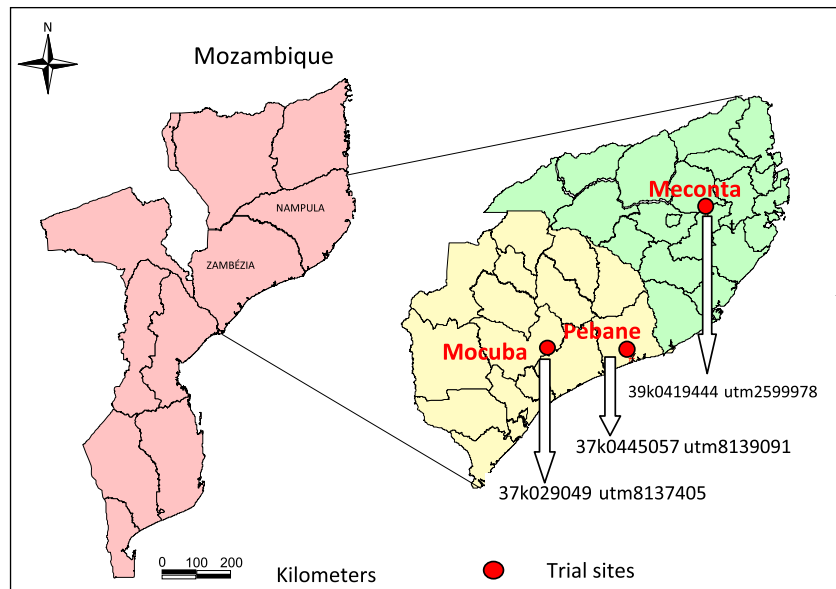 N
Mozambique
NAMPULA
ZAMBÉZIA
Meconta
Pebane
Mocuba
39k0419444 utm2599978
37k0445057 utm8139091
37k029049 utm8137405
0 100 200
Kilometers
Trial sites